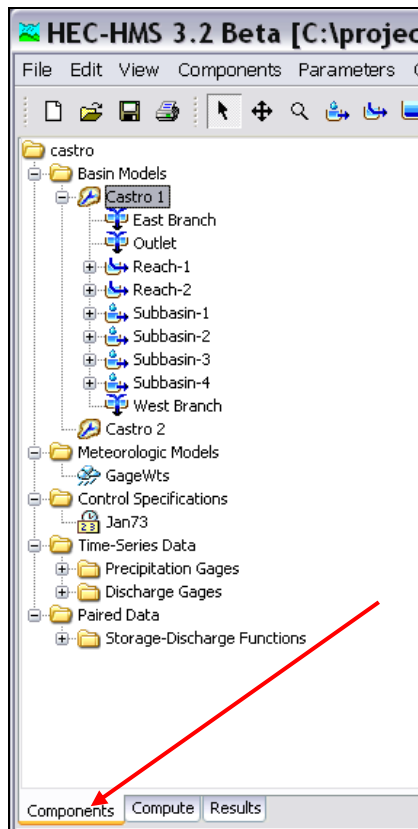 HEC-HMS 3.2 Beta [C:\projec
File Edit View Components Parameters
castro
Basin Models
Castro 1
East Branch
Outlet
Reach-1
Reach-2
Subbasin-1
Subbasin-2
Subbasin-3
Subbasin-4
West Branch
Castro 2
Meteorologic Models
GageWts
Control Specifications
Jan73
Time-Series Data
Precipitation Gages
Discharge Gages
Paired Data
Storage-Discharge Functions
Components Compute Results